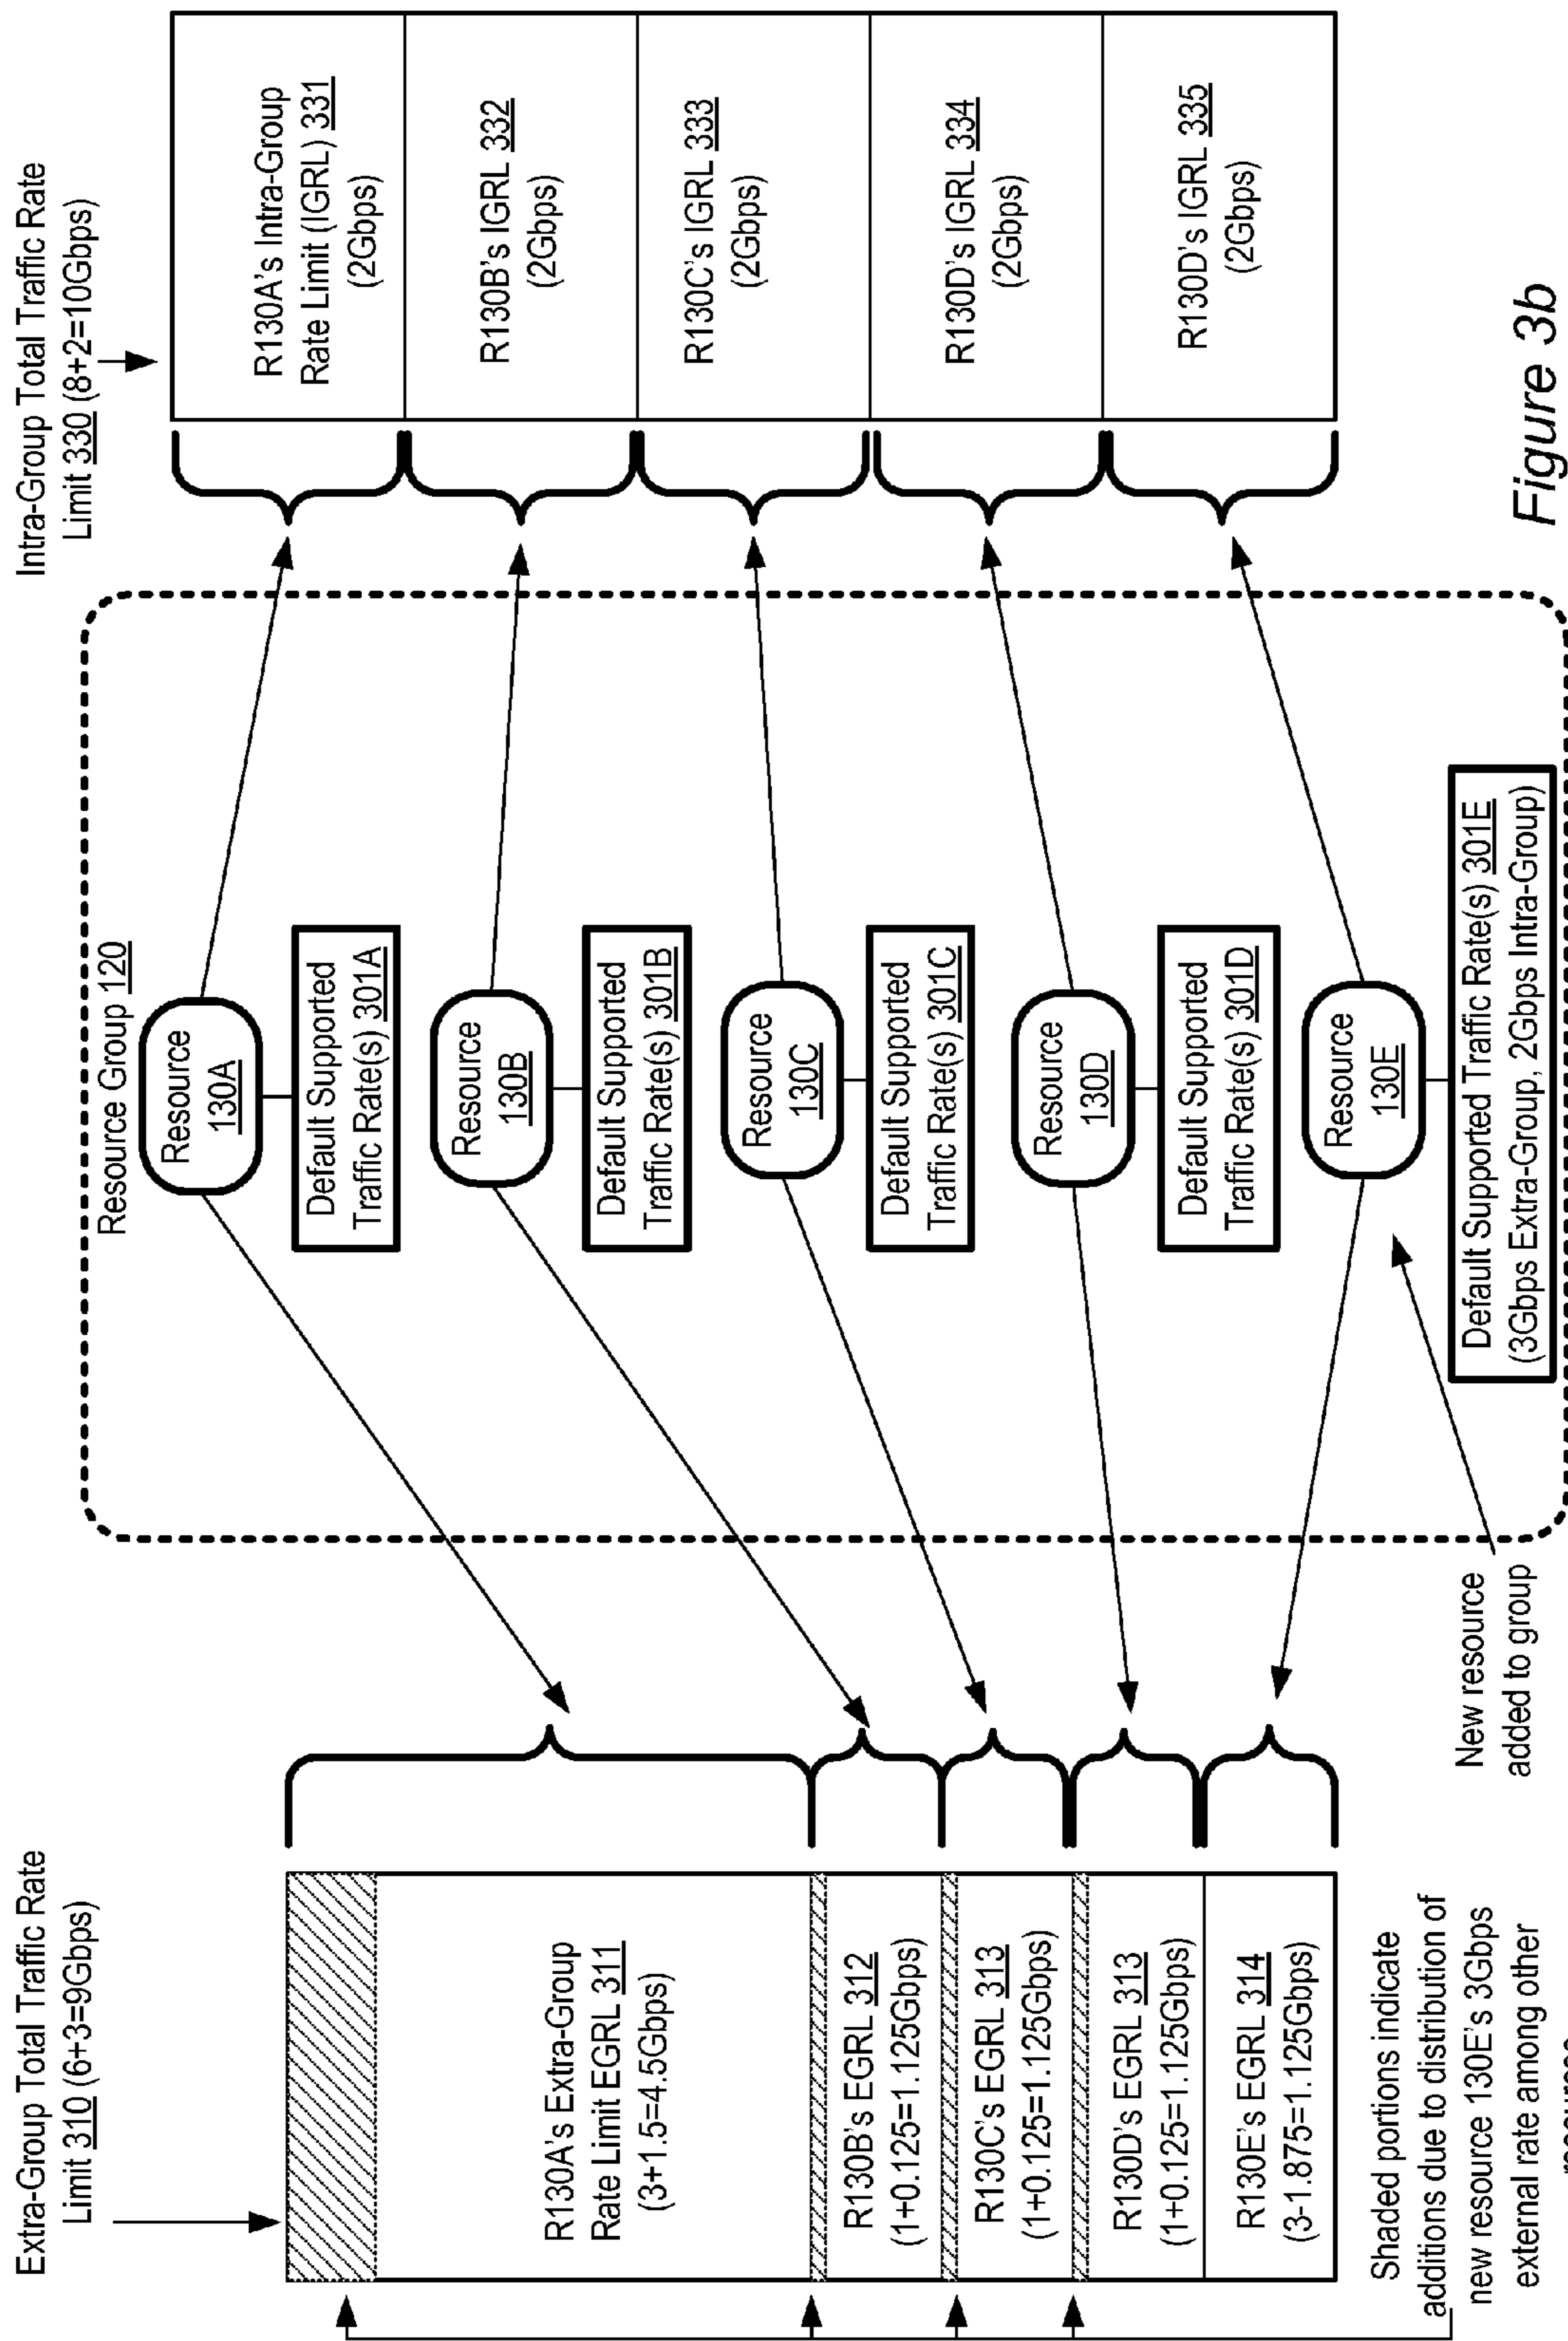 Extra-Group Total Traffic Rate
Limit 310 (6+3=9Gbps)
R130A's Extra-Group
Rate Limit EGRL 311
(3+1.5=4.5Gbps)
R130B's EGRL 312
(1+0.125=1.125Gbps)
R130C's EGRL 313
(1+0.125=1.125Gbps)
R130D's EGRL 313
(1+0.125=1.125Gbps)
R130E's EGRL 314
(3-1.875=1.125Gbps)
Shaded portions indicate
additions due to distribution of
new resource 130E's 3Gbps
external rate among other
New resource
added to group
Resource Group 120
Resource
130A
Default Supported
Traffic Rate(s) 301A
Resource
130B
Default Supported
Traffic Rate(s) 301B
Resource
130C
Default Supported
Traffic Rate(s) 301C
Resource
130D
Default Supported
Traffic Rate(s) 301D
Resource
130E
Default Supported Traffic Rate(s) 301E
(3Gbps Extra-Group, 2Gbps Intra-Group)
Intra-Group Total Traffic Rate
Limit 330 (8+2=10Gbps)
R130A's Intra-Group
Rate Limit (IGRL) 331
(2Gbps)
R130B's IGRL 332
(2Gbps)
R130C's IGRL 333
(2Gbps)
R130D's IGRL 334
(2Gbps)
R130D's IGRL 335
(2Gbps)
Figure 3b